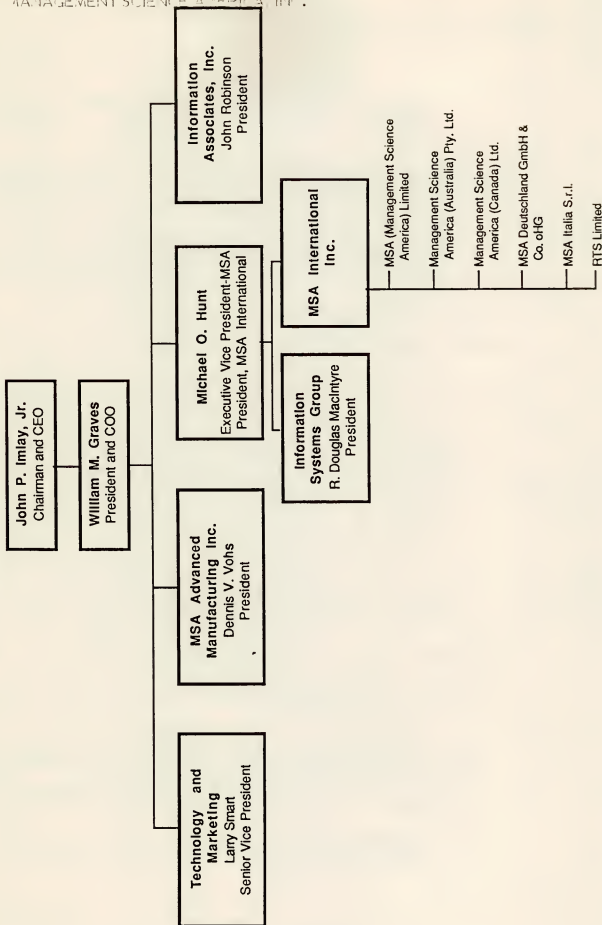 MANAGEMENT SCIENCE
John P. Imlay, Jr.
Chairman and CEO
William M. Graves
President and COO
Technology and
Marketing
Larry Smart
Senior Vice President
MSA Advanced
Manufacturing Inc.
Dennis V. Vohs
President
Michael O. Hunt
Executive Vice President-MSA
President, MSA International
Information
Associates, Inc.
John Robinson
President
Information
Systems Group
R. Douglas MacIntyre
President
MSA International
Inc.
MSA (Management Science
America) Limited
Management Science
America (Australia) Pty. Ltd.
Management Science
America (Canada) Ltd.
MSA Deutschland GmbH &
Co. oHG
MSA Italia S.r.l.
RTS Limited